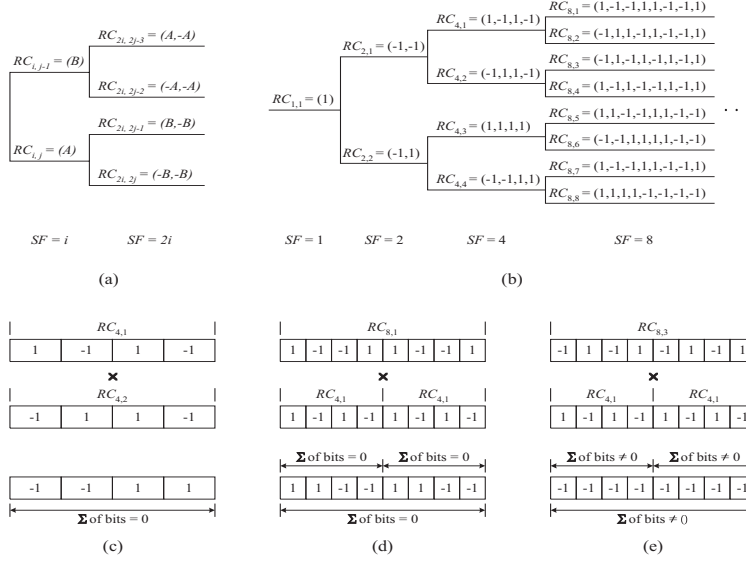 RC_{i, j-1} = (B)
RC_{2i, 2j-3} = (A,-A)
RC_{2i, 2j-2} = (-A,-A)
RC_{i, j} = (A)
RC_{2i, 2j-1} = (B,-B)
RC_{2i, 2j} = (-B,-B)
SF = i SF = 2i
(a)
RC_{1,1} = (1)
RC_{2,1} = (-1,-1)
RC_{2,2} = (-1,1)
RC_{4,1} = (1,-1,1,-1)
RC_{4,2} = (-1,1,1,-1)
RC_{4,3} = (1,1,1,1)
RC_{4,4} = (-1,-1,1,1)
RC_{8,1} = (1,-1,-1,1,1,-1,-1,1)
RC_{8,2} = (-1,1,1,-1,1,-1,-1,1)
RC_{8,3} = (-1,1,-1,1,-1,1,-1,1)
RC_{8,4} = (1,-1,1,-1,-1,1,-1,1)
RC_{8,5} = (1,1,-1,-1,1,1,-1,-1)
RC_{8,6} = (-1,-1,1,1,1,1,-1,-1)
RC_{8,7} = (1,-1,-1,1,1,-1,-1,1)
RC_{8,8} = (1,1,1,1,-1,-1,-1,-1)
. .
SF = 1 SF = 2 SF = 4 SF = 8
(b)
RC_{4,1}
1 -1 1 -1
×
RC_{4,2}
-1 1 1 -1
-1 -1 1 1
Σ of bits = 0
(c)
RC_{8,1}
1 -1 -1 1 1 -1 -1 1
×
RC_{4,1} RC_{4,1}
1 -1 1 -1 1 -1 1 -1
Σ of bits = 0 Σ of bits = 0
1 1 -1 -1 1 1 -1 -1
Σ of bits = 0
(d)
RC_{8,3}
-1 1 -1 1 -1 1 -1 1
×
RC_{4,1} RC_{4,1}
1 -1 1 -1 1 -1 1 -1
Σ of bits ≠ 0 Σ of bits ≠ 0
-1 -1 -1 -1 -1 -1 -1 -1
Σ of bits ≠ 0
(e)